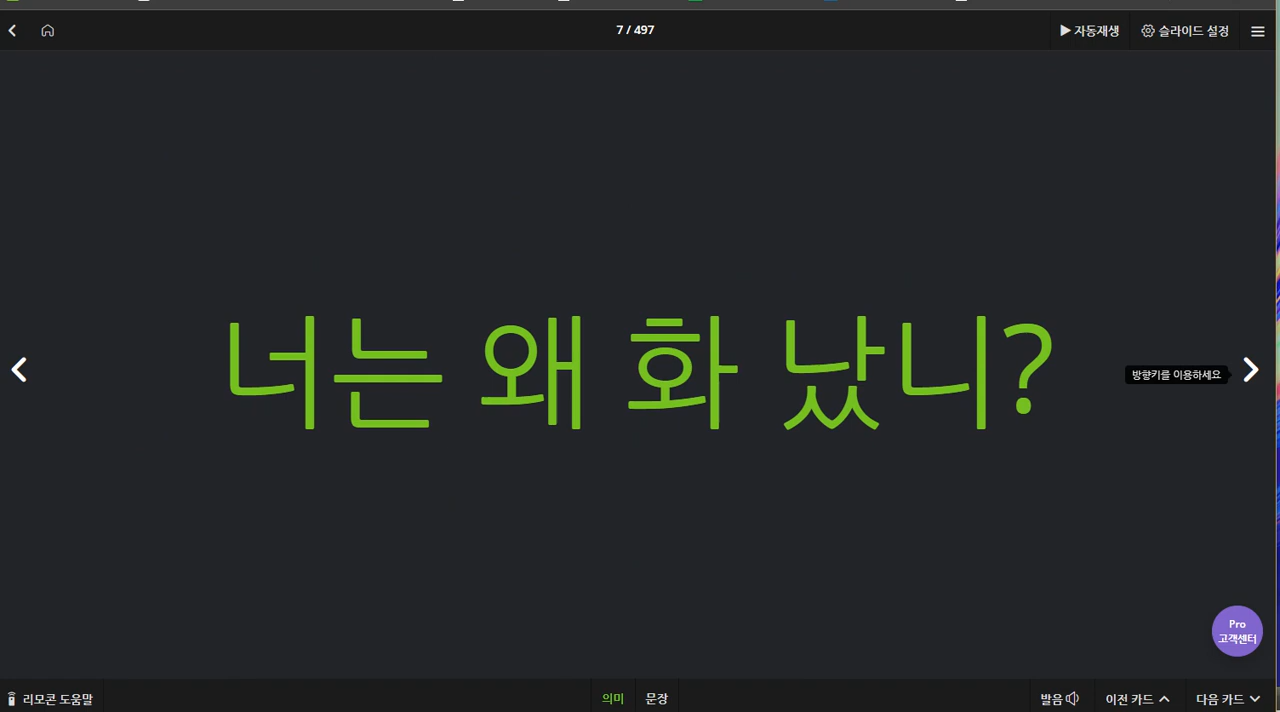 7 / 497
자동재생
슬라이드 설정
너는 왜 화 났니?
방향키를 이용하세요
Pro
고객센터
리모콘 도움말
의미
문장
발음
이전 카드
다음 카드